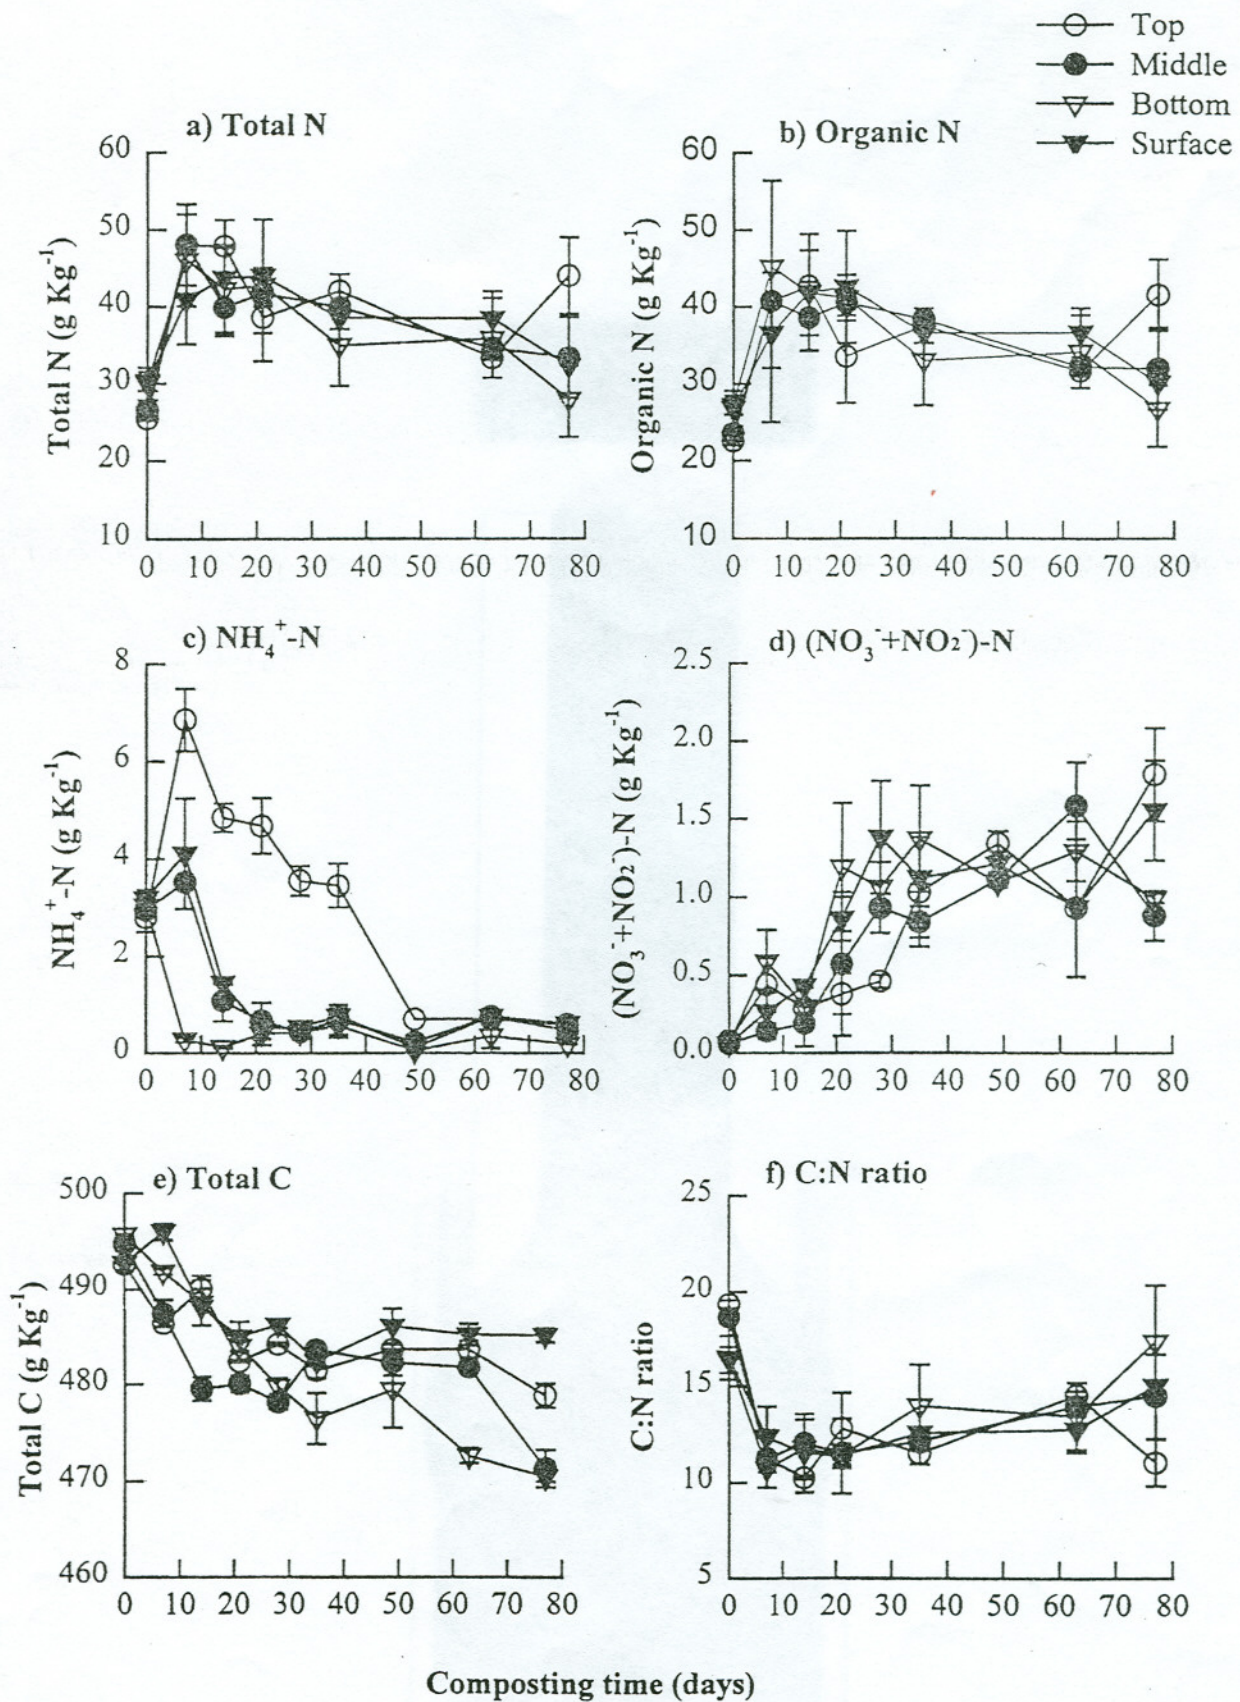 Top
Middle
Bottom
Surface
a) Total N
60
50
40
30
20
10
Total N (g Kg⁻¹)
0 10 20 30 40 50 60 70 80
b) Organic N
60
50
40
30
20
10
Organic N (g Kg⁻¹)
0 10 20 30 40 50 60 70 80
c) NH₄⁺-N
8
6
4
2
0
NH₄⁺-N (g Kg⁻¹)
0 10 20 30 40 50 60 70 80
d) (NO₃⁻+NO₂⁻)-N
2.5
2.0
1.5
1.0
0.5
0.0
(NO₃⁻+NO₂⁻)-N (g Kg⁻¹)
0 10 20 30 40 50 60 70 80
e) Total C
500
490
480
470
460
Total C (g Kg⁻¹)
0 10 20 30 40 50 60 70 80
f) C:N ratio
25
20
15
10
5
C:N ratio
0 10 20 30 40 50 60 70 80
Composting time (days)